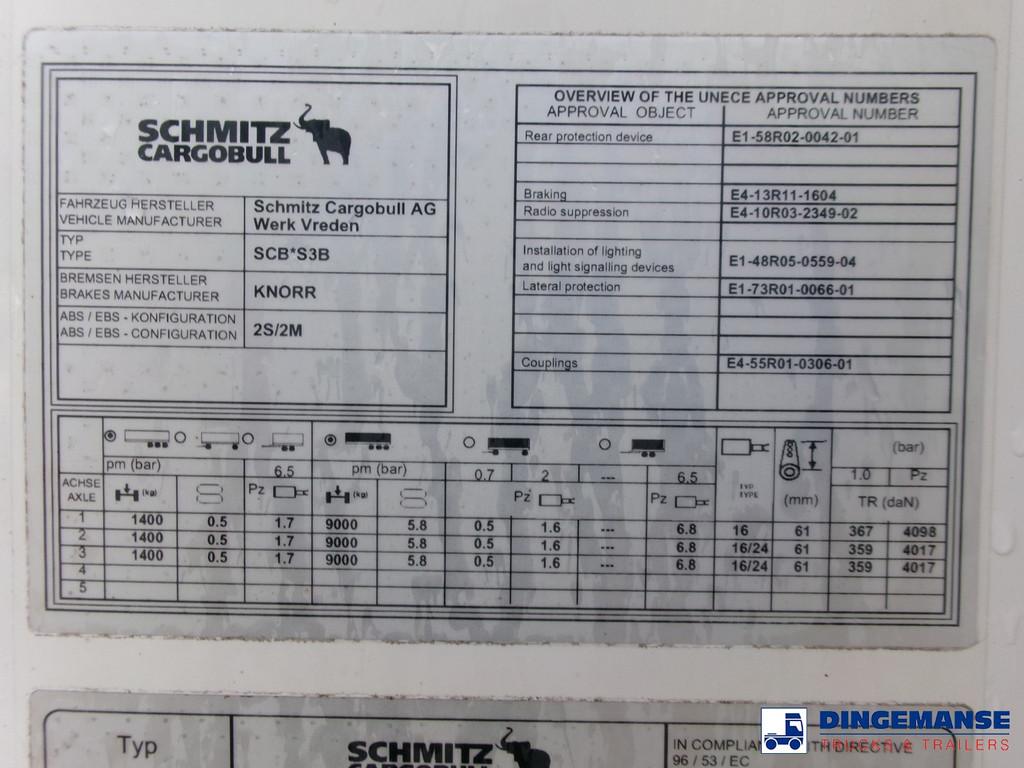 SCHMITZ
CARGOBULL
FAHRZEUG HERSTELLER
VEHICLE MANUFACTURER
Schmitz Cargobull AG
Werk Vreden
TYP
TYPE
SCB*S3B
BREMSEN HERSTELLER
BRAKES MANUFACTURER
KNORR
ABS / EBS - KONFIGURATION
ABS / EBS - CONFIGURATION
2S/2M
OVERVIEW OF THE UNECE APPROVAL NUMBERS
APPROVAL OBJECT APPROVAL NUMBER
Rear protection device E1-58R02-0042-01
Braking E4-13R11-1604
Radio suppression E4-10R03-2349-02
Installation of lighting
and light signalling devices E1-48R05-0559-04
Lateral protection E1-73R01-0066-01
Couplings E4-55R01-0306-01
(bar)
pm (bar) 6.5 pm (bar) 0.7 2 --- 6.5 1.0 Pz
ACHSE
AXLE
(kg) Pz (kg) Pz Pz TYP
TYPE (mm) TR (daN)
1 1400 0.5 1.7 9000 5.8 0.5 1.6 --- 6.8 16 61 367 4098
2 1400 0.5 1.7 9000 5.8 0.5 1.6 --- 6.8 16/24 61 359 4017
3 1400 0.5 1.7 9000 5.8 0.5 1.6 --- 6.8 16/24 61 359 4017
4
5
Typ
SCHMITZ
CARGOBULL
96 / 53 / EC
DINGEMANSE
TRUCKS & TRAILERS